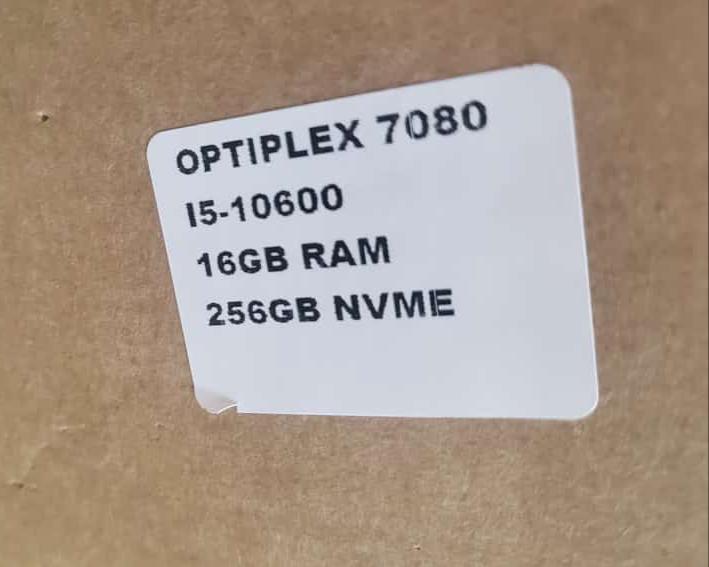 OPTIPLEX 7080
I5-10600
16GB RAM
256GB NVME